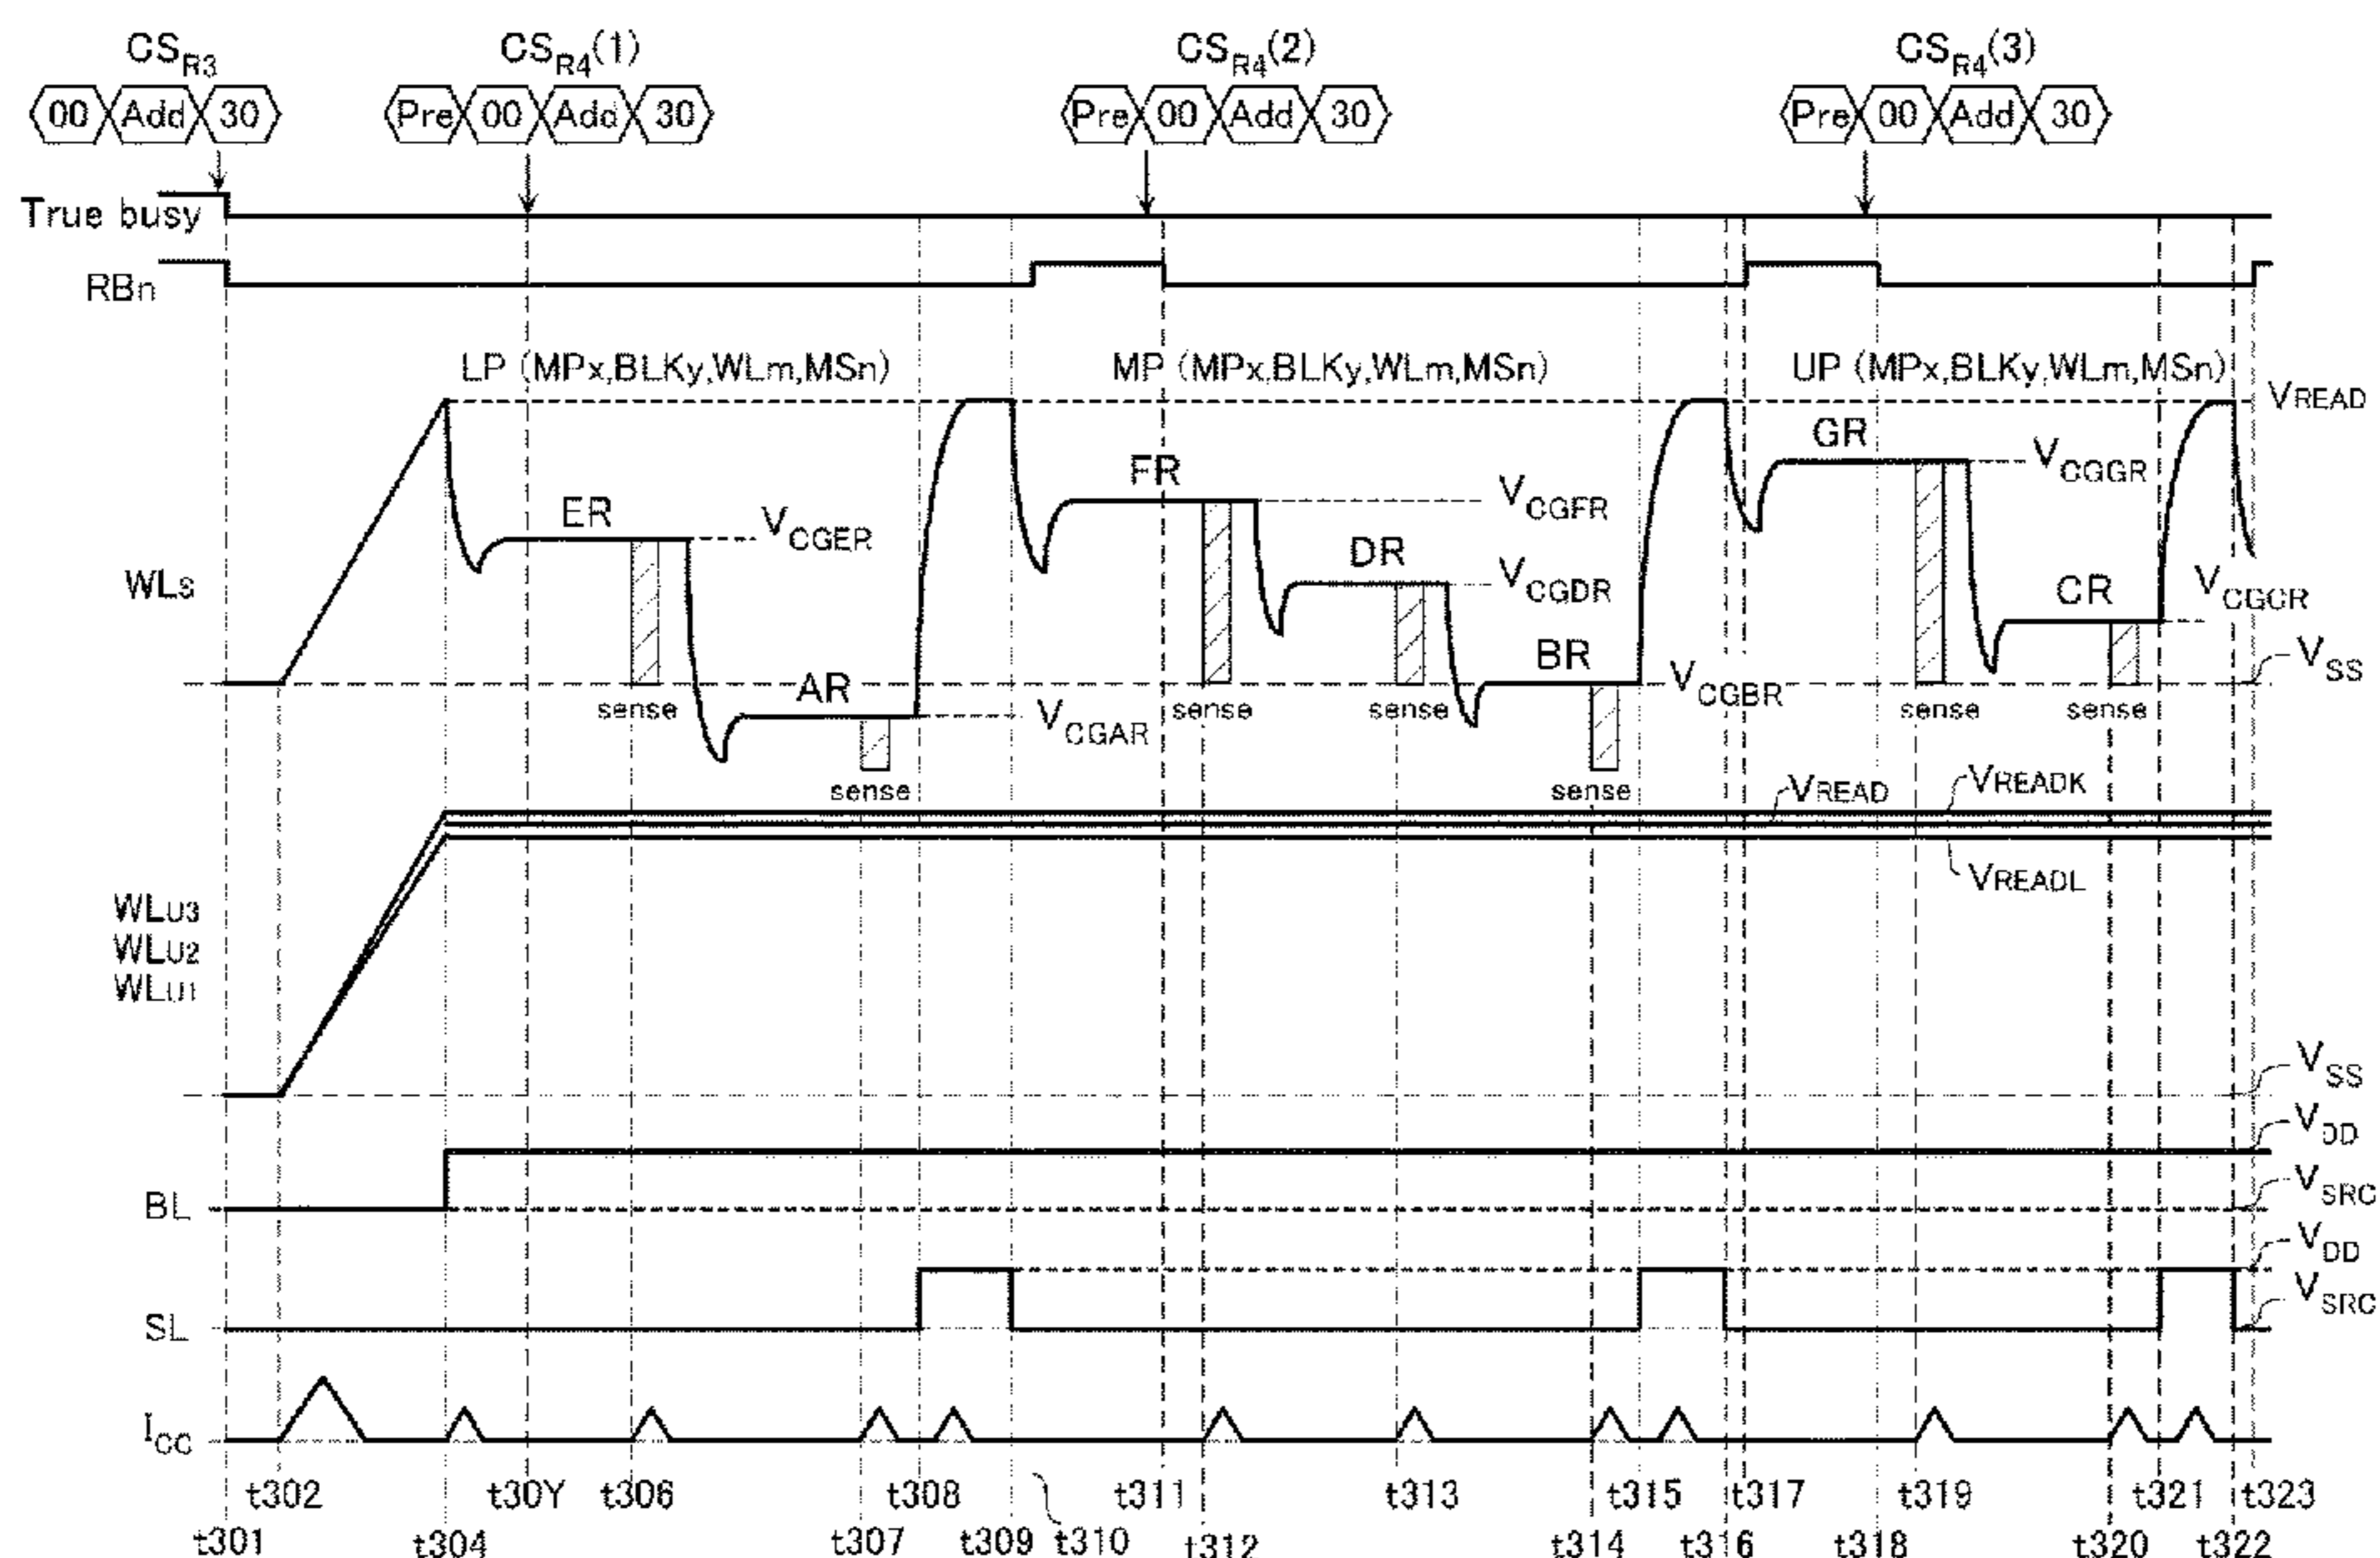 CSR3 CSR4(1) CSR4(2) CSR4(3)
00 Add 30 Pre 00 Add 30 Pre 00 Add 30 Pre 00 Add 30
True busy
RBn
LP (MPx,BLKy,WLm,MSn) MP (MPx,BLKy,WLm,MSn) UP (MPx,BLKy,WLm,MSn)
VREAD
GR VCGGR
FR VCGFR
ER VCGER
DR VCGDR
WLs
CR VCGCR
BR VCGBR
VSS
AR VCGAR
sense sense sense sense sense
sense sense
VREAD VREADK
VREADL
WLU3
WLU2
WLU1
VSS
VDD
BL VSRC
VDD
SL VSRC
ICC
t302 t30Y t306 t308 t311 t313 t315 t317 t319 t321 t323
t301 t304 t307 t309 t310 t312 t314 t316 t318 t320 t322